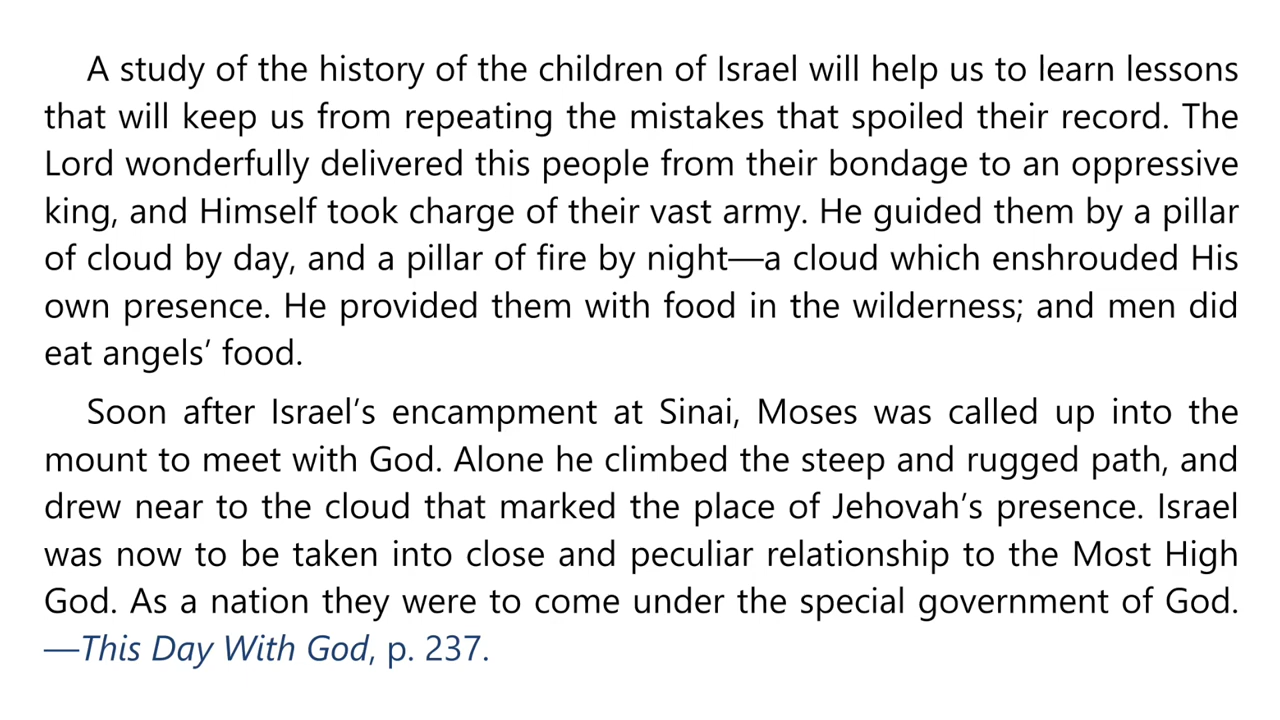 A study of the history of the children of Israel will help us to learn lessons
that will keep us from repeating the mistakes that spoiled their record. The
Lord wonderfully delivered this people from their bondage to an oppressive
king, and Himself took charge of their vast army. He guided them by a pillar
of cloud by day, and a pillar of fire by night—a cloud which enshrouded His
own presence. He provided them with food in the wilderness; and men did
eat angels’ food.
Soon after Israel’s encampment at Sinai, Moses was called up into the
mount to meet with God. Alone he climbed the steep and rugged path, and
drew near to the cloud that marked the place of Jehovah’s presence. Israel
was now to be taken into close and peculiar relationship to the Most High
God. As a nation they were to come under the special government of God.
—This Day With God, p. 237.